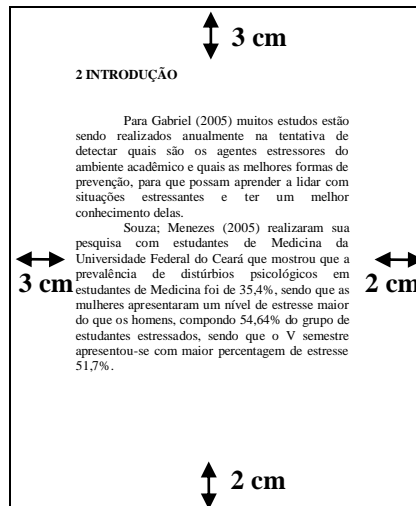 3 cm
2 INTRODUÇÃO
Para Gabriel (2005) muitos estudos estão
sendo realizados anualmente na tentativa de
detectar quais são os agentes estressores do
ambiente acadêmico e quais as melhores formas de
prevenção, para que possam aprender a lidar com
situações estressantes e ter um melhor
conhecimento delas.
Souza; Menezes (2005) realizaram sua
pesquisa com estudantes de Medicina da
Universidade Federal do Ceará que mostrou que a
prevalência de distúrbios psicológicos em
estudantes de Medicina foi de 35,4%, sendo que as
mulheres apresentaram um nível de estresse maior
do que os homens, compondo 54,64% do grupo de
estudantes estressados, sendo que o V semestre
apresentou-se com maior percentagem de estresse
51,7%.
3 cm
2 cm
2 cm